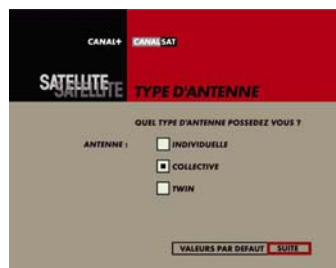 CANAL+ CANALSAT
SATELLITE
TYPE D'ANTENNE
QUEL TYPE D'ANTENNE POSSEDEZ VOUS ?
ANTENNE : INDIVIDUELLE
COLLECTIVE
TWIN
VALEURS PAR DEFAUT SUITE